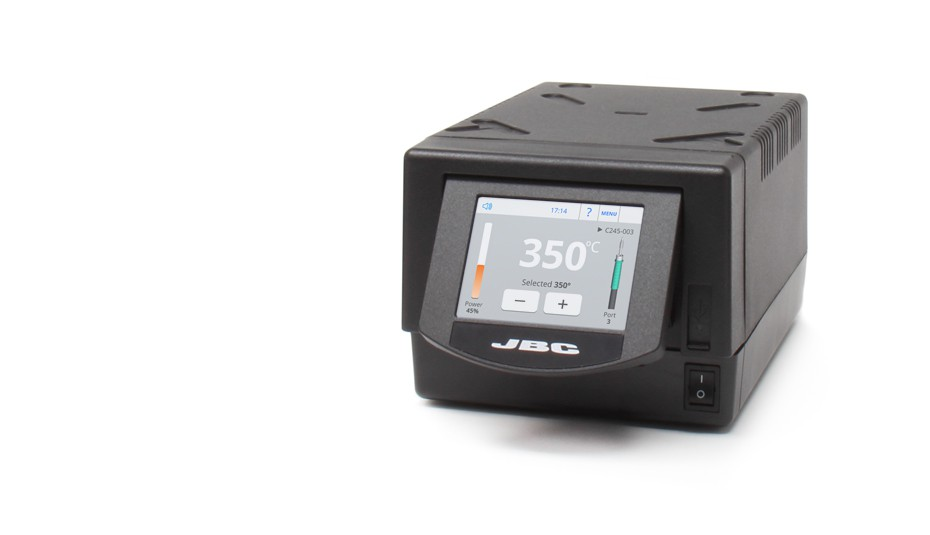 17:14 ? MENU
C245-003
350°C
Selected 350°
− +
Power
45%
Port
3
JBC
I
O